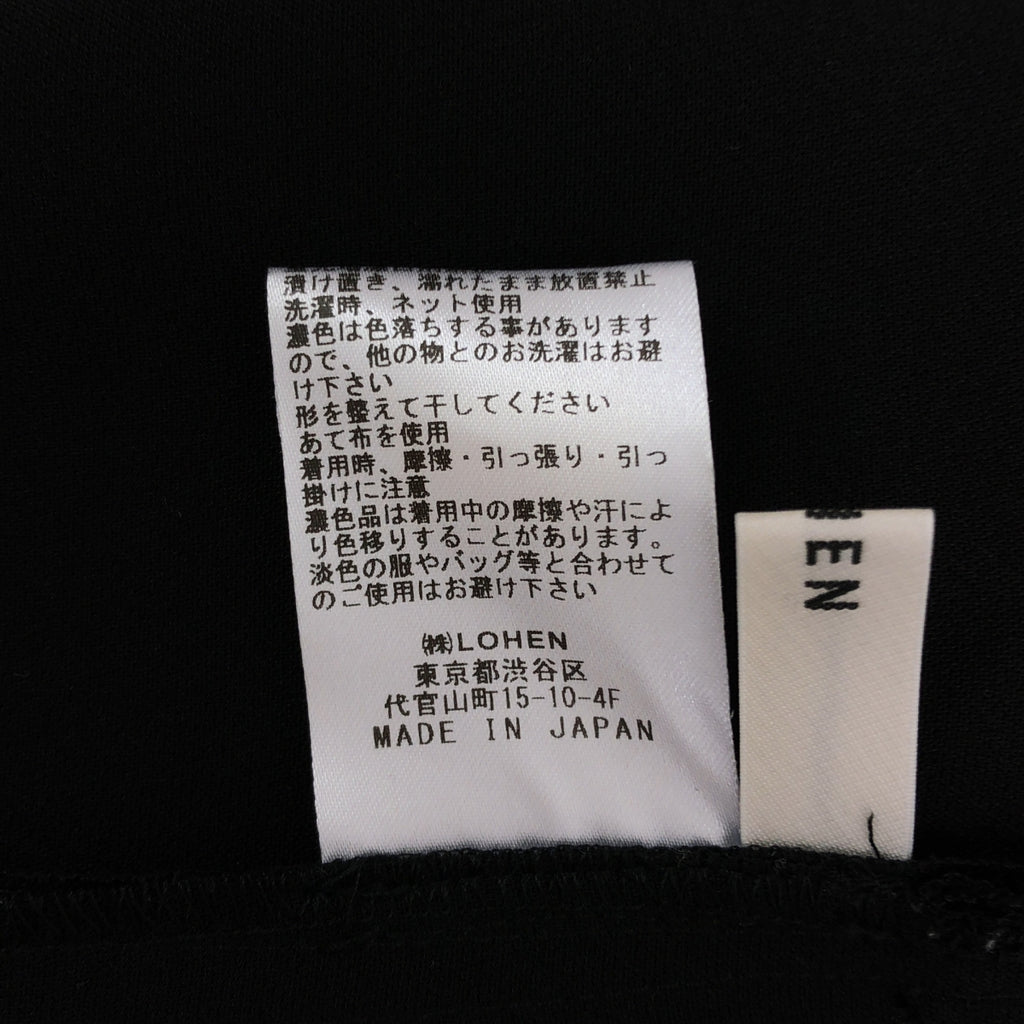 漬け置き、濡れたまま放置禁止
洗濯時、ネット使用
濃色は色落ちする事があります
ので、他の物とのお洗濯はお避
け下さい
形を整えて干してください
あて布を使用
着用時、摩擦・引っ張り・引っ
掛けに注意
濃色品は着用中の摩擦や汗によ
り色移りすることがあります。
淡色の服やバッグ等と合わせて
のご使用はお避け下さい
㈱LOHEN
東京都渋谷区
代官山町15-10-4F
MADE IN JAPAN
EN